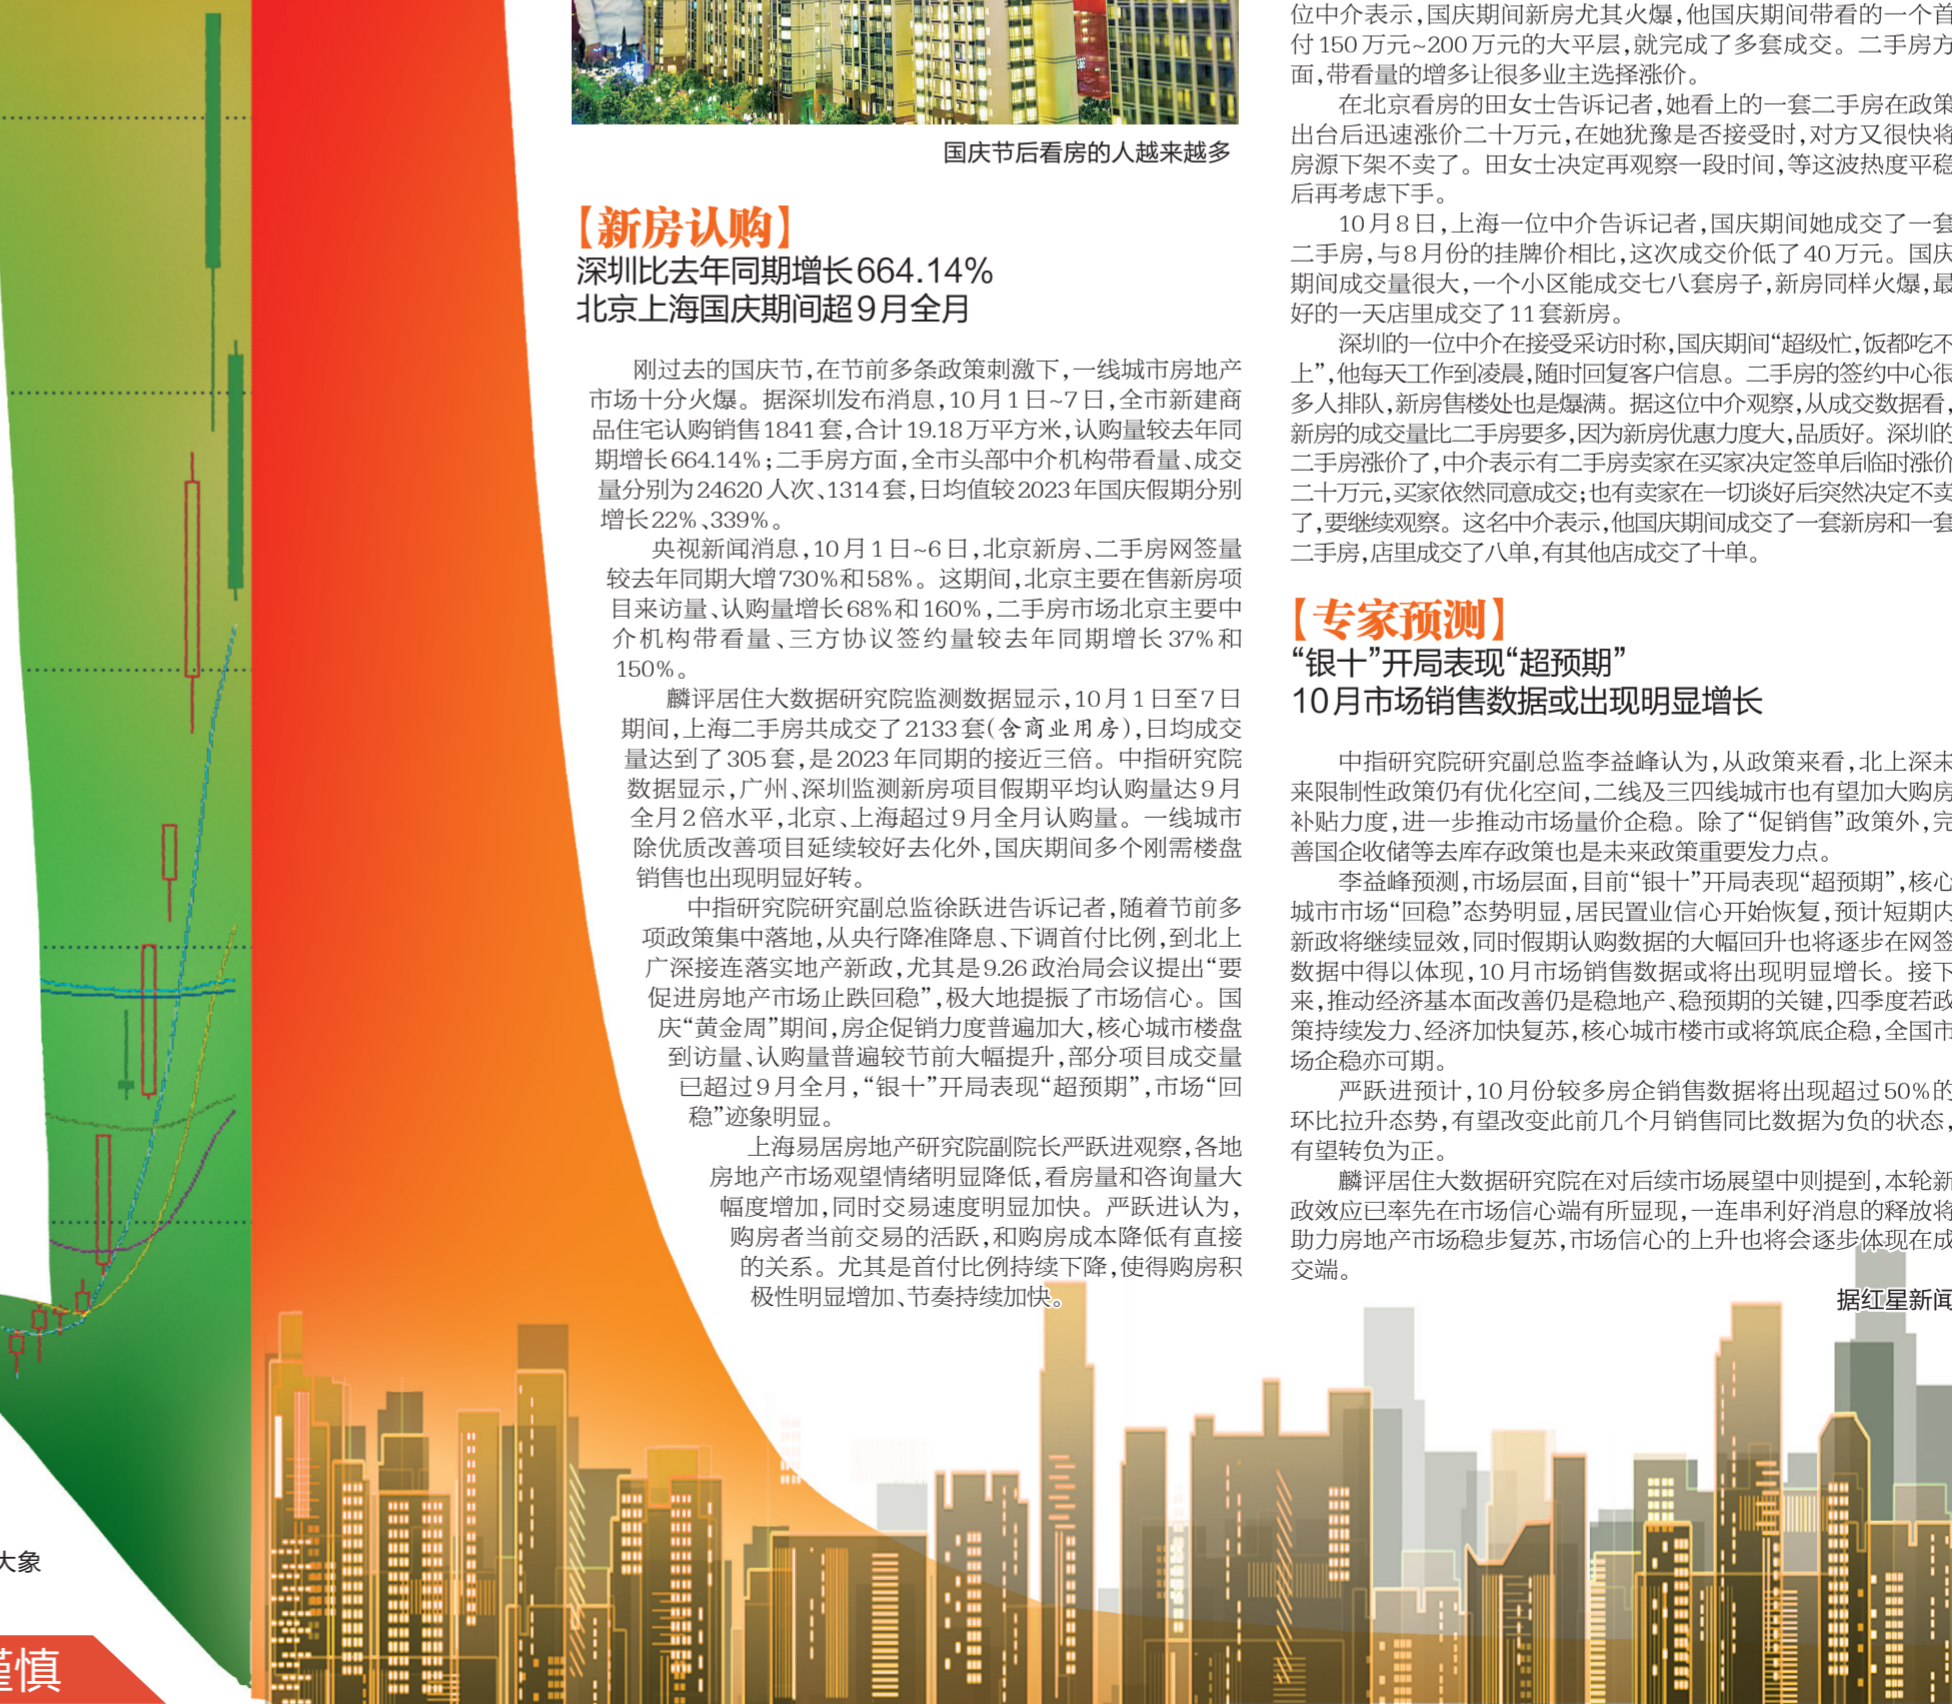 国庆节后看房的人越来越多
【新房认购】
深圳比去年同期增长664.14%
北京上海国庆期间超9月全月
刚过去的国庆节,在节前多条政策刺激下,一线城市房地产
市场十分火爆。据深圳发布消息,10月1日~7日,全市新建商
品住宅认购销售1841套,合计19.18万平方米,认购量较去年同
期增长664.14%;二手房方面,全市头部中介机构带看量、成交
量分别为24620人次、1314套,日均值较2023年国庆假期分别
增长22%、339%。
央视新闻消息,10月1日~6日,北京新房、二手房网签量
较去年同期大增730%和58%。这期间,北京主要在售新房项
目来访量、认购量增长68%和160%,二手房市场北京主要中
介机构带看量、三方协议签约量较去年同期增长37%和
150%。
麟评居住大数据研究院监测数据显示,10月1日至7日
期间,上海二手房共成交了2133套(含商业用房),日均成交
量达到了305套,是2023年同期的接近三倍。中指研究院
数据显示,广州、深圳监测新房项目假期平均认购量达9月
全月2倍水平,北京、上海超过9月全月认购量。一线城市
除优质改善项目延续较好去化外,国庆期间多个刚需楼盘
销售也出现明显好转。
中指研究院研究副总监徐跃进告诉记者,随着节前多
项政策集中落地,从央行降准降息、下调首付比例,到北上
广深接连落实地产新政,尤其是9.26政治局会议提出“要
促进房地产市场止跌回稳”,极大地提振了市场信心。国
庆“黄金周”期间,房企促销力度普遍加大,核心城市楼盘
到访量、认购量普遍较节前大幅提升,部分项目成交量
已超过9月全月,“银十”开局表现“超预期”,市场“回
稳”迹象明显。
上海易居房地产研究院副院长严跃进观察,各地
房地产市场观望情绪明显降低,看房量和咨询量大
幅度增加,同时交易速度明显加快。严跃进认为,
购房者当前交易的活跃,和购房成本降低有直接
的关系。尤其是首付比例持续下降,使得购房积
极性明显增加、节奏持续加快。
位中介表示,国庆期间新房尤其火爆,他国庆期间带看的一个首
付150万元~200万元的大平层,就完成了多套成交。二手房方
面,带看量的增多让很多业主选择涨价。
在北京看房的田女士告诉记者,她看上的一套二手房在政策
出台后迅速涨价二十万元,在她犹豫是否接受时,对方又很快将
房源下架不卖了。田女士决定再观察一段时间,等这波热度平稳
后再考虑下手。
10月8日,上海一位中介告诉记者,国庆期间她成交了一套
二手房,与8月份的挂牌价相比,这次成交价低了40万元。国庆
期间成交量很大,一个小区能成交七八套房子,新房同样火爆,最
好的一天店里成交了11套新房。
深圳的一位中介在接受采访时称,国庆期间“超级忙,饭都吃不
上”,他每天工作到凌晨,随时回复客户信息。二手房的签约中心很
多人排队,新房售楼处也是爆满。据这位中介观察,从成交数据看,
新房的成交量比二手房要多,因为新房优惠力度大,品质好。深圳的
二手房涨价了,中介表示有二手房卖家在买家决定签单后临时涨价
二十万元,买家依然同意成交;也有卖家在一切谈好后突然决定不卖
了,要继续观察。这名中介表示,他国庆期间成交了一套新房和一套
二手房,店里成交了八单,有其他店成交了十单。
【专家预测】
“银十”开局表现“超预期”
10月市场销售数据或出现明显增长
中指研究院研究副总监李益峰认为,从政策来看,北上深未
来限制性政策仍有优化空间,二线及三四线城市也有望加大购房
补贴力度,进一步推动市场量价企稳。除了“促销售”政策外,完
善国企收储等去库存政策也是未来政策重要发力点。
李益峰预测,市场层面,目前“银十”开局表现“超预期”,核心
城市市场“回稳”态势明显,居民置业信心开始恢复,预计短期内
新政将继续显效,同时假期认购数据的大幅回升也将逐步在网签
数据中得以体现,10月市场销售数据或将出现明显增长。接下
来,推动经济基本面改善仍是稳地产、稳预期的关键,四季度若政
策持续发力、经济加快复苏,核心城市楼市或将筑底企稳,全国市
场企稳亦可期。
严跃进预计,10月份较多房企销售数据将出现超过50%的
环比拉升态势,有望改变此前几个月销售同比数据为负的状态,
有望转负为正。
麟评居住大数据研究院在对后续市场展望中则提到,本轮新
政效应已率先在市场信心端有所显现,一连串利好消息的释放将
助力房地产市场稳步复苏,市场信心的上升也将会逐步体现在成
交端。
据红星新闻
大象
谨慎